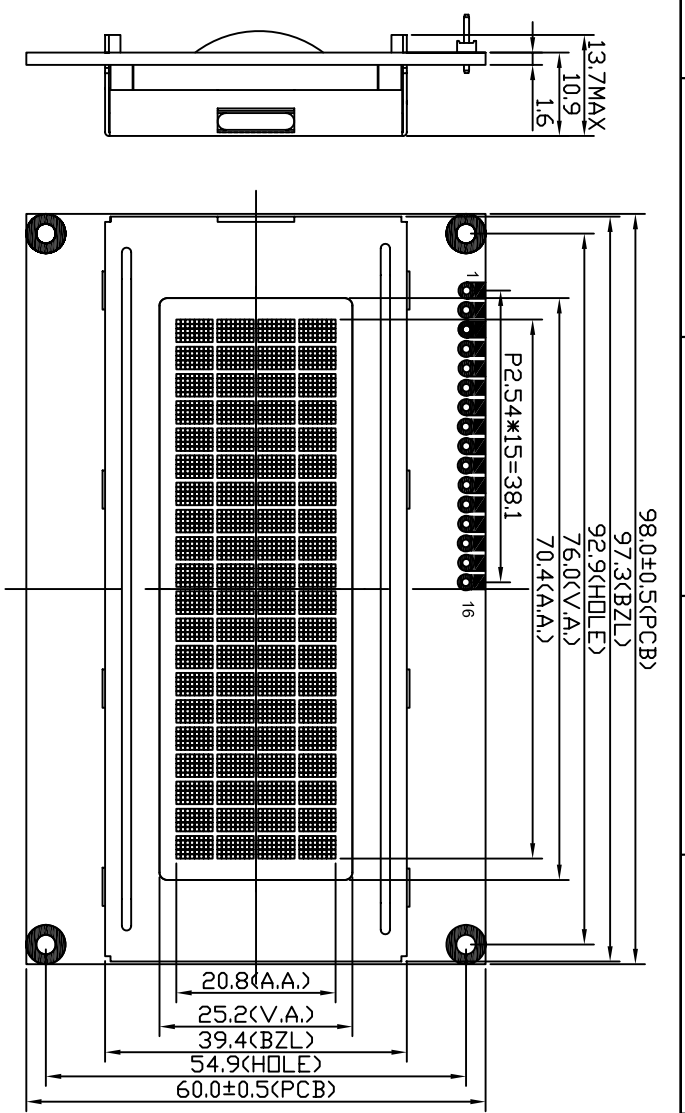 13.7MAX
10.9
1.6
1
P2.54*15=38.1
16
98.0±0.5(PCB)
97.3(BZL)
92.9(HOLE)
76.0(V.A.)
70.4(A.A.)
20.8(A.A.)
25.2(V.A.)
39.4(BZL)
54.9(HOLE)
60.0±0.5(PCB)